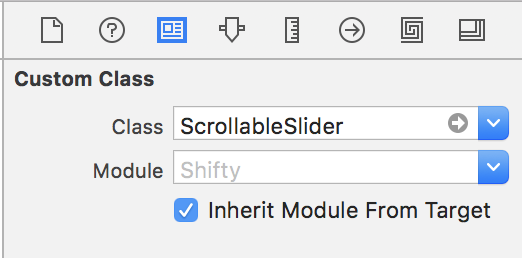 Custom Class
Class ScrollableSlider
Module Shifty
Inherit Module From Target